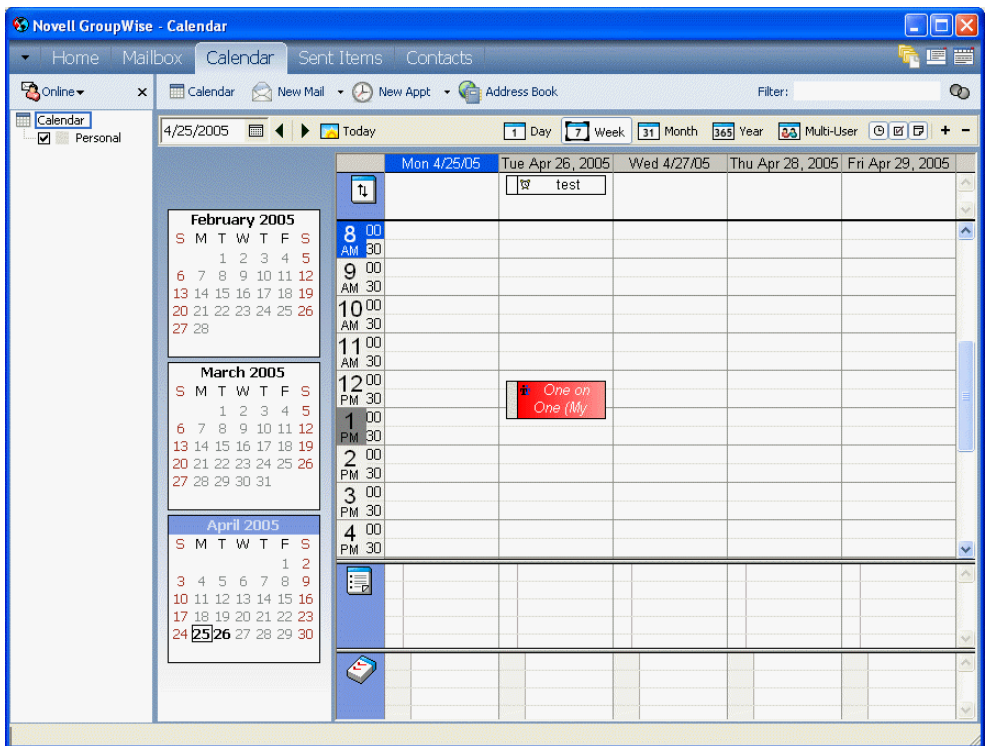 Novell GroupWise - Calendar
Home Mailbox Calendar Sent Items Contacts
Online Calendar New Mail New Appt Address Book Filter:
Calendar
Personal
4/25/2005 Today 1 Day 7 Week 31 Month 365 Year 23 Multi-User + -
Mon 4/25/05 Tue Apr 26, 2005 Wed 4/27/05 Thu Apr 28, 2005 Fri Apr 29, 2005
test
February 2005
S M T W T F S
1 2 3 4 5
6 7 8 9 10 11 12
13 14 15 16 17 18 19
20 21 22 23 24 25 26
27 28
March 2005
S M T W T F S
1 2 3 4 5
6 7 8 9 10 11 12
13 14 15 16 17 18 19
20 21 22 23 24 25 26
27 28 29 30 31
April 2005
S M T W T F S
1 2
3 4 5 6 7 8 9
10 11 12 13 14 15 16
17 18 19 20 21 22 23
24 25 26 27 28 29 30
8 00
AM 30
9 00
AM 30
10 00
AM 30
11 00
AM 30
12 00
PM 30
1 00
PM 30
2 00
PM 30
3 00
PM 30
4 00
PM 30
One on
One (My